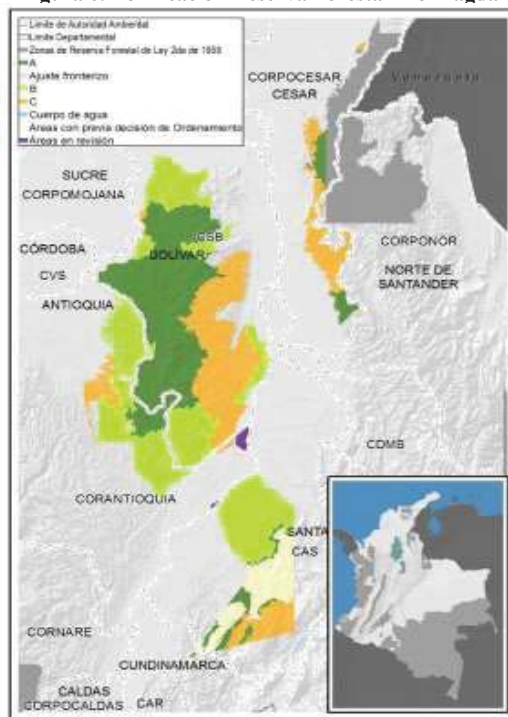 Limite de Autoridad Ambiental
Limite Departamental
Zonas de Reserva Forestal de Ley 2da de 1959
A
Ajuste fronterizo
B
C
Cuerpo de agua
Áreas con previa decisión de Ordenamiento
Áreas en revisión
CORPOCESAR
CESAR
Venezuela
SUCRE
CORPOMOJANA
CSB
BOLÍVAR
CÓRDOBA
CVS
ANTIOQUIA
CORPONOR
NORTE DE
SANTANDER
CDMB
CORANTIOQUIA
SANTA
CAS
CORNARE
CUNDINAMARCA
CALDAS
CORPOCALDAS
CAR